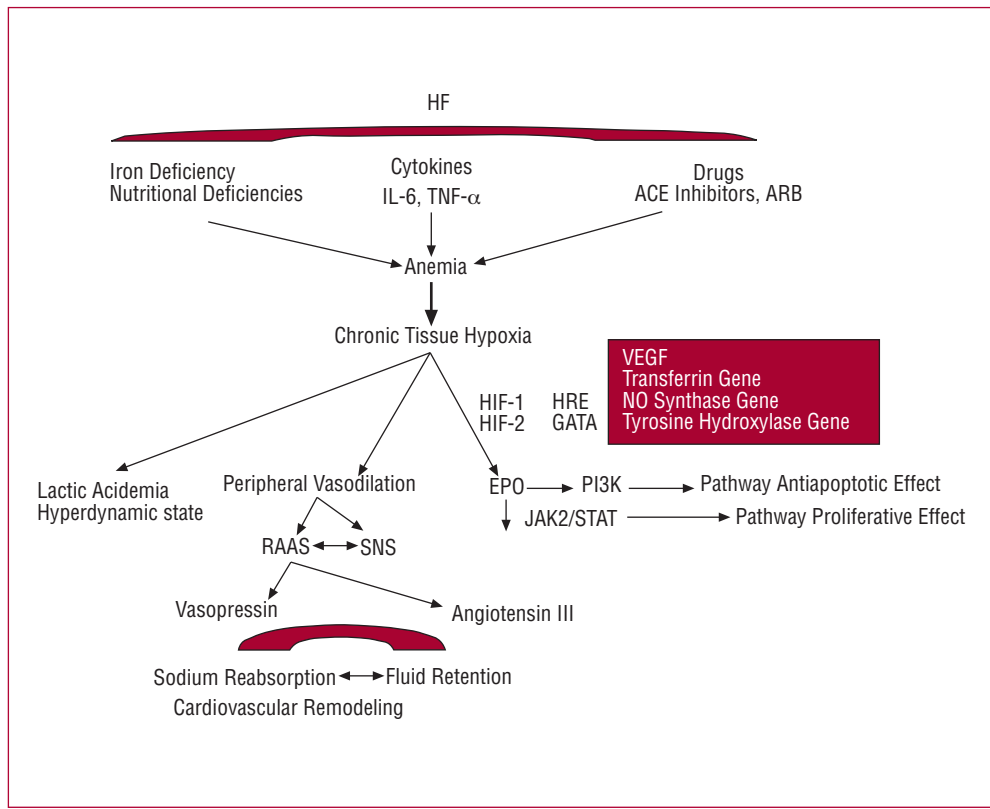 HF
Iron Deficiency
Nutritional Deficiencies
Cytokines
IL-6, TNF-α
Drugs
ACE Inhibitors, ARB
Anemia
Chronic Tissue Hypoxia
HIF-1
HIF-2
HRE
GATA
VEGF
Transferrin Gene
NO Synthase Gene
Tyrosine Hydroxylase Gene
Lactic Acidemia
Hyperdynamic state
Peripheral Vasodilation
EPO
PI3K
Pathway Antiapoptotic Effect
JAK2/STAT
Pathway Proliferative Effect
RAAS
SNS
Vasopressin
Angiotensin III
Sodium Reabsorption
Fluid Retention
Cardiovascular Remodeling